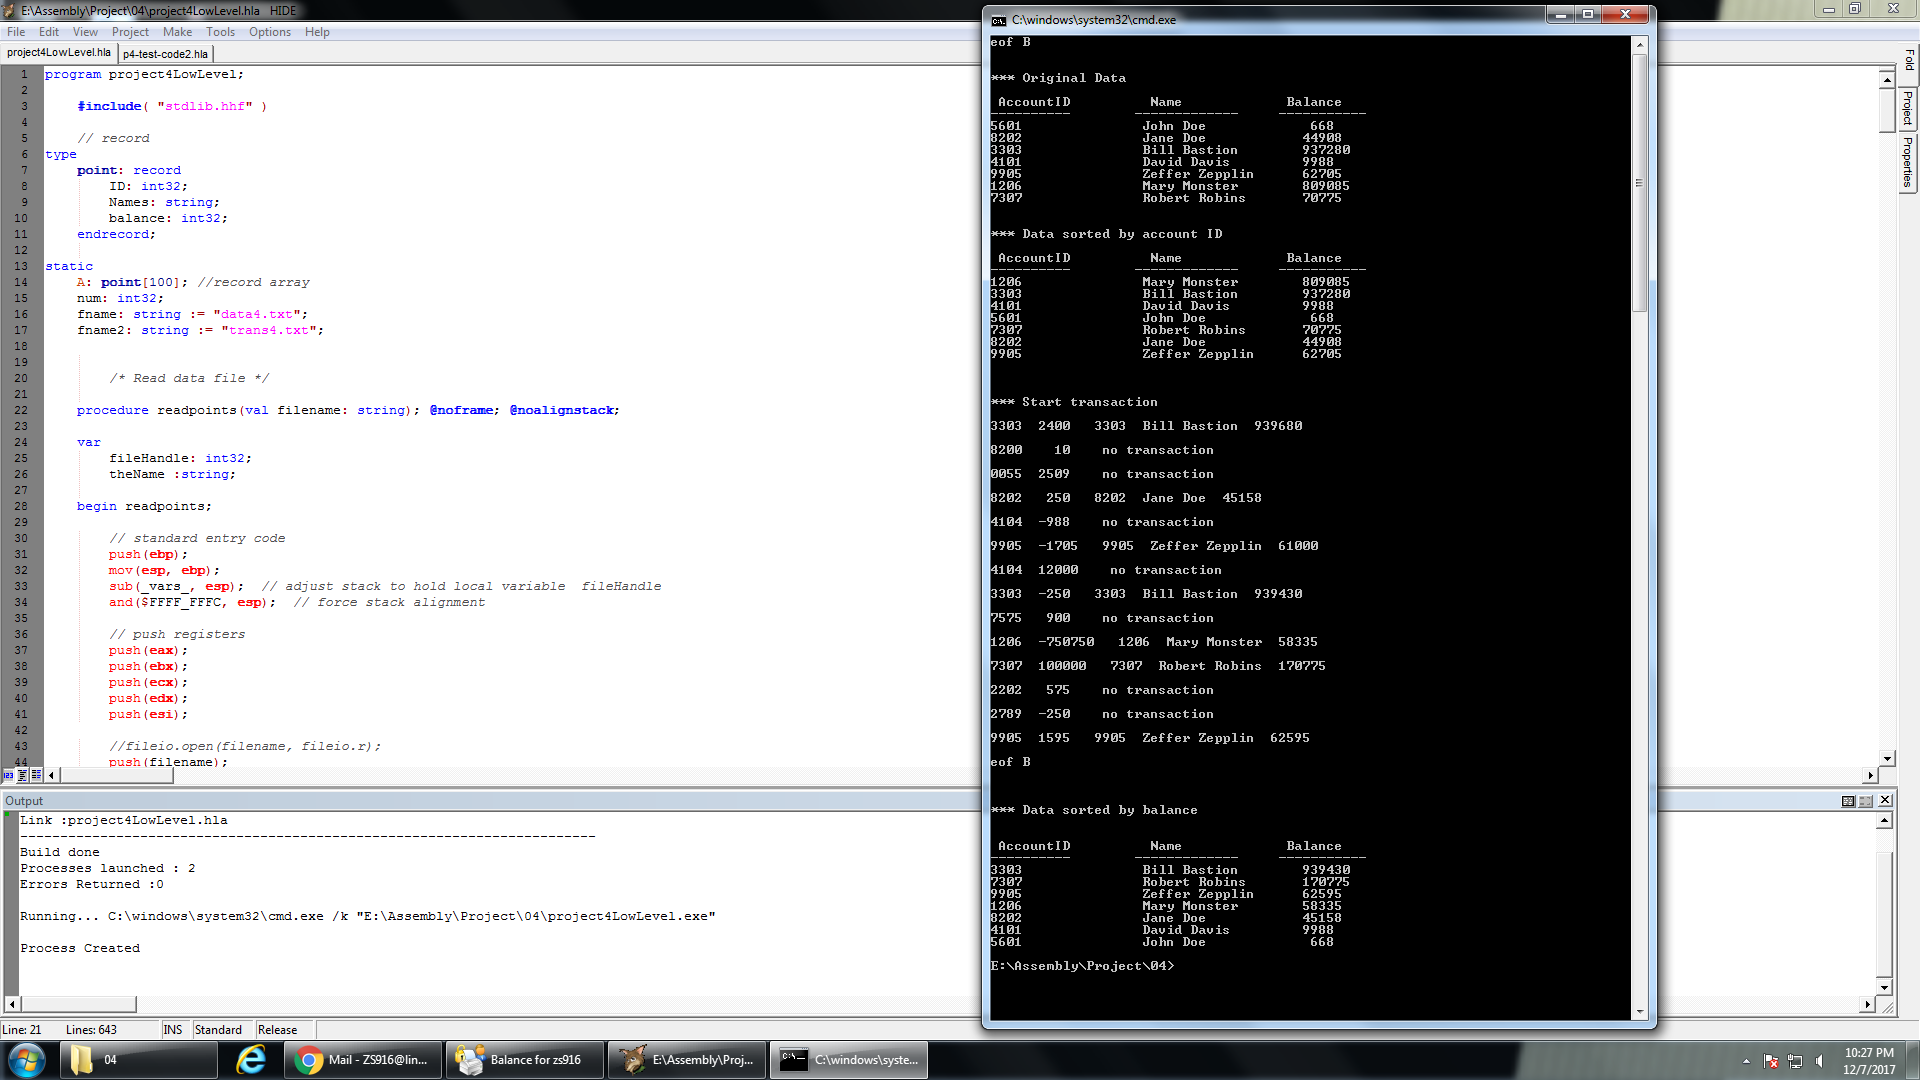 E:\Assembly\Project\04\project4LowLevel.hla   HIDE
File Edit View Project Make Tools Options Help
project4LowLevel.hla p4-test-code2.hla
1 program project4LowLevel;
2
3     #include( "stdlib.hhf" )
4
5     // record
6 type
7     point: record
8         ID: int32;
9         Names: string;
10         balance: int32;
11     endrecord;
12
13 static
14     A: point[100]; //record array
15     num: int32;
16     fname: string := "data4.txt";
17     fname2: string := "trans4.txt";
18
19
20         /* Read data file */
21
22     procedure readpoints(val filename: string); @noframe; @noalignstack;
23
24     var
25         fileHandle: int32;
26         theName :string;
27
28     begin readpoints;
29
30         // standard entry code
31         push(ebp);
32         mov(esp, ebp);
33         sub(_vars_, esp);  // adjust stack to hold local variable  fileHandle
34         and($FFFF_FFFC, esp);  // force stack alignment
35
36         // push registers
37         push(eax);
38         push(ebx);
39         push(ecx);
40         push(edx);
41         push(esi);
42
43         //fileio.open(filename, fileio.r);
44         push(filename);
Fold
Project
Properties
Output
Link :project4LowLevel.hla
------------------------------------------------------------------------
Build done
Processes launched : 2
Errors Returned :0
Running... C:\windows\system32\cmd.exe /k "E:\Assembly\Project\04\project4LowLevel.exe"
Process Created
Line: 21 Lines: 643 INS Standard Release
C:\windows\system32\cmd.exe
eof B
*** Original Data
AccountID Name Balance
---------- ------------- -----------
5601 John Doe 668
8202 Jane Doe 44908
3303 Bill Bastion 937280
4101 David Davis 9988
9905 Zeffer Zepplin 62705
1206 Mary Monster 809085
7307 Robert Robins 70775
*** Data sorted by account ID
AccountID Name Balance
---------- ------------- -----------
1206 Mary Monster 809085
3303 Bill Bastion 937280
4101 David Davis 9988
5601 John Doe 668
7307 Robert Robins 70775
8202 Jane Doe 44908
9905 Zeffer Zepplin 62705
*** Start transaction
3303 2400 3303 Bill Bastion 939680
8200 10 no transaction
0055 2509 no transaction
8202 250 8202 Jane Doe 45158
4104 -988 no transaction
9905 -1705 9905 Zeffer Zepplin 61000
4104 12000 no transaction
3303 -250 3303 Bill Bastion 939430
7575 900 no transaction
1206 -750750 1206 Mary Monster 58335
7307 100000 7307 Robert Robins 170775
2202 575 no transaction
2789 -250 no transaction
9905 1595 9905 Zeffer Zepplin 62595
eof B
*** Data sorted by balance
AccountID Name Balance
---------- ------------- -----------
3303 Bill Bastion 939430
7307 Robert Robins 170775
9905 Zeffer Zepplin 62595
1206 Mary Monster 58335
8202 Jane Doe 45158
4101 David Davis 9988
5601 John Doe 668
E:\Assembly\Project\04>
04
Mail - ZS916@lin...
Balance for zs916
E:\Assembly\Proj...
C:\windows\syste...
10:27 PM
12/7/2017